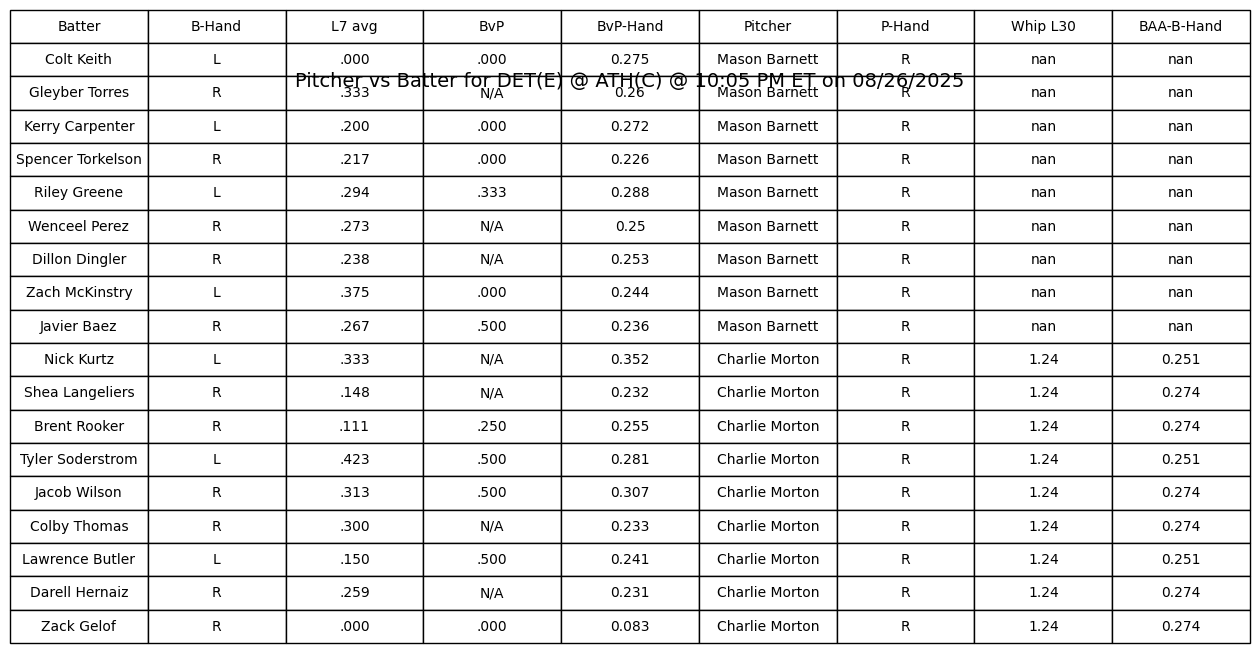 Batter B-Hand L7 avg BvP BvP-Hand Pitcher P-Hand Whip L30 BAA-B-Hand
Colt Keith L .000 .000 0.275 Mason Barnett R nan nan
Pitcher vs Batter for DET(E) @ ATH(C) @ 10:05 PM ET on 08/26/2025
Gleyber Torres R .333 N/A 0.26 Mason Barnett R nan nan
Kerry Carpenter L .200 .000 0.272 Mason Barnett R nan nan
Spencer Torkelson R .217 .000 0.226 Mason Barnett R nan nan
Riley Greene L .294 .333 0.288 Mason Barnett R nan nan
Wenceel Perez R .273 N/A 0.25 Mason Barnett R nan nan
Dillon Dingler R .238 N/A 0.253 Mason Barnett R nan nan
Zach McKinstry L .375 .000 0.244 Mason Barnett R nan nan
Javier Baez R .267 .500 0.236 Mason Barnett R nan nan
Nick Kurtz L .333 N/A 0.352 Charlie Morton R 1.24 0.251
Shea Langeliers R .148 N/A 0.232 Charlie Morton R 1.24 0.274
Brent Rooker R .111 .250 0.255 Charlie Morton R 1.24 0.274
Tyler Soderstrom L .423 .500 0.281 Charlie Morton R 1.24 0.251
Jacob Wilson R .313 .500 0.307 Charlie Morton R 1.24 0.274
Colby Thomas R .300 N/A 0.233 Charlie Morton R 1.24 0.274
Lawrence Butler L .150 .500 0.241 Charlie Morton R 1.24 0.251
Darell Hernaiz R .259 N/A 0.231 Charlie Morton R 1.24 0.274
Zack Gelof R .000 .000 0.083 Charlie Morton R 1.24 0.274